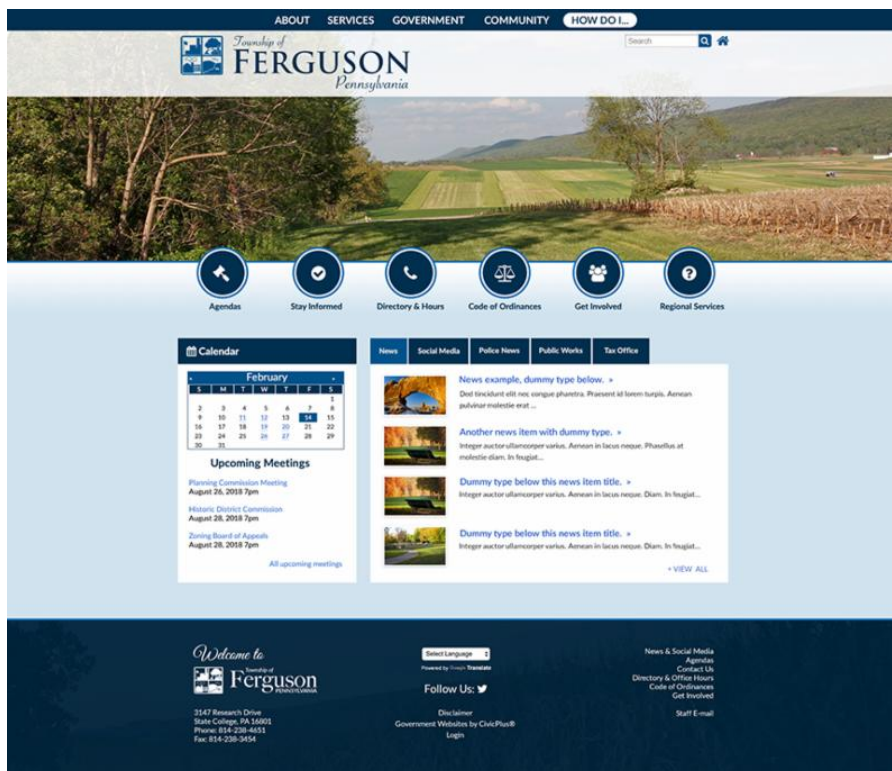 ABOUT SERVICES GOVERNMENT COMMUNITY HOW DO I...
Township of
FERGUSON
Pennsylvania
Search
Agendas
Stay Informed
Directory & Hours
Code of Ordinances
Get Involved
Regional Services
Calendar
February
S M T W T F S
1
2 3 4 5 6 7 8
9 10 11 12 13 14 15
16 17 18 19 20 21 22
23 24 25 26 27 28 29
30 31
Upcoming Meetings
Planning Commission Meeting
August 26, 2018 7pm
Historic District Commission
August 28, 2018 7pm
Zoning Board of Appeals
August 28, 2018 7pm
All upcoming meetings
News Social Media Police News Public Works Tax Office
News example, dummy type below. »
Ded tincidunt elit nec congue pharetra. Praesent id lorem turpis. Aenean
pulvinar molestie erat ...
Another news item with dummy type. »
Integer auctor ullamcorper varius. Aenean in lacus neque. Phasellus at
molestie diam. In feugiat...
Dummy type below this news item title. »
Integer auctor ullamcorper varius. Aenean in lacus neque. Diam. In feugiat...
Dummy type below this news item title. »
Integer auctor ullamcorper varius. Aenean in lacus neque. Diam. In feugiat...
+ VIEW ALL
Welcome to
Township of
Ferguson
PENNSYLVANIA
3147 Research Drive
State College, PA 16801
Phone: 814-238-4651
Fax: 814-238-3454
Select Language
Powered by Google Translate
Follow Us:
Disclaimer
Government Websites by CivicPlus®
Login
News & Social Media
Agendas
Contact Us
Directory & Office Hours
Code of Ordinances
Get Involved
Staff E-mail